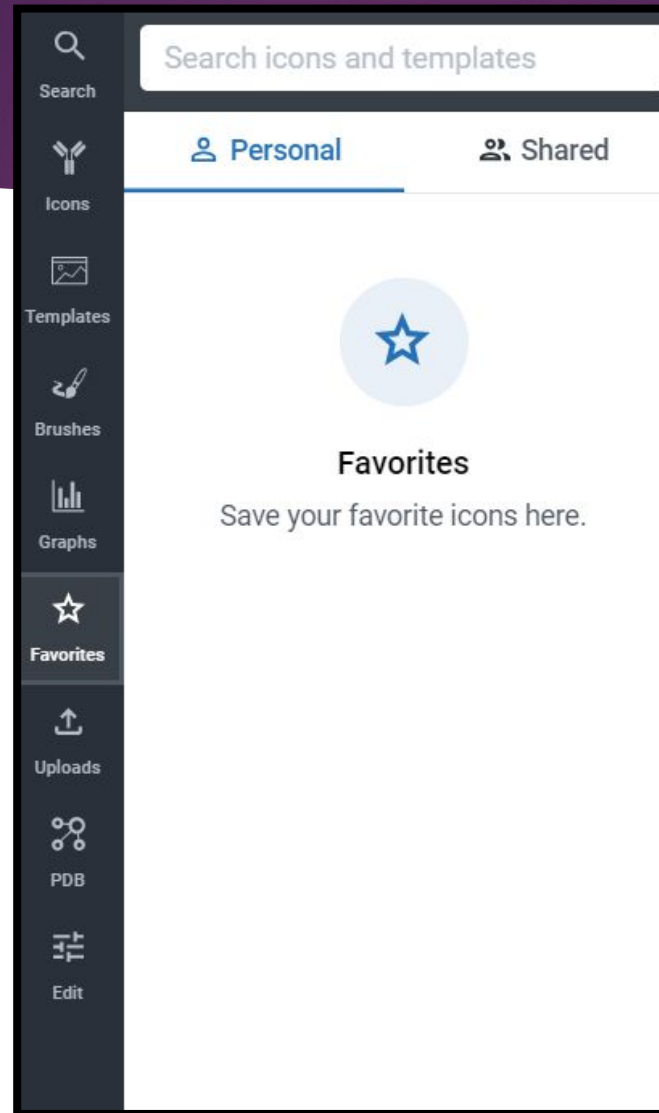 Search
Icons
Templates
Brushes
Graphs
Favorites
Uploads
PDB
Edit
Search icons and templates
Personal
Shared
Favorites
Save your favorite icons here.